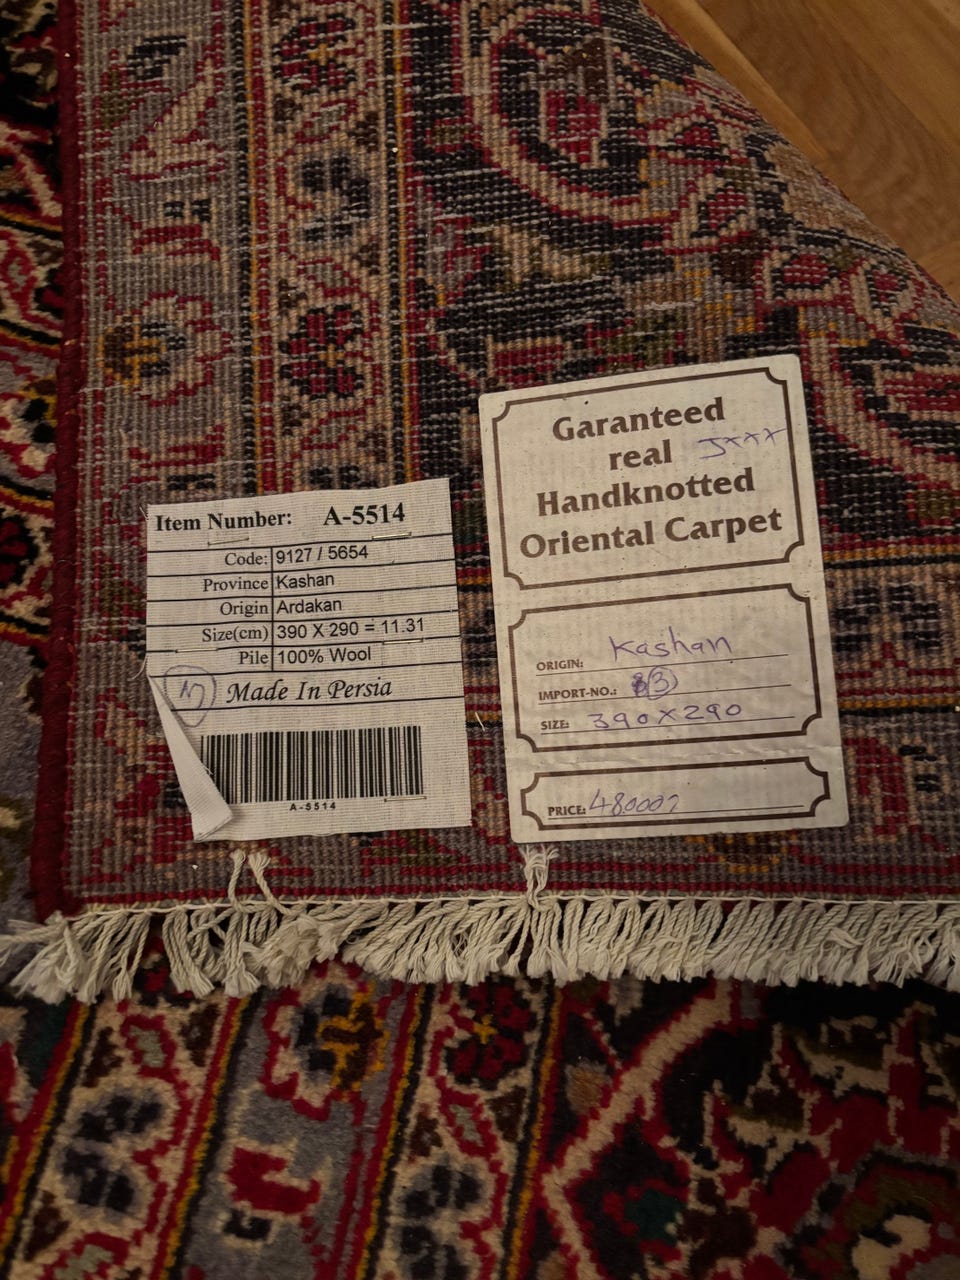 Item Number: A-5514
Code: 9127 / 5654
Province Kashan
Origin Ardakan
Size(cm) 390 X 290 = 11.31
Pile 100% Wool
Made In Persia
A-5514
Garanteed
real
Handknotted
Oriental Carpet
ORIGIN: Kashan
IMPORT-NO.:
SIZE: 390X290
PRICE: